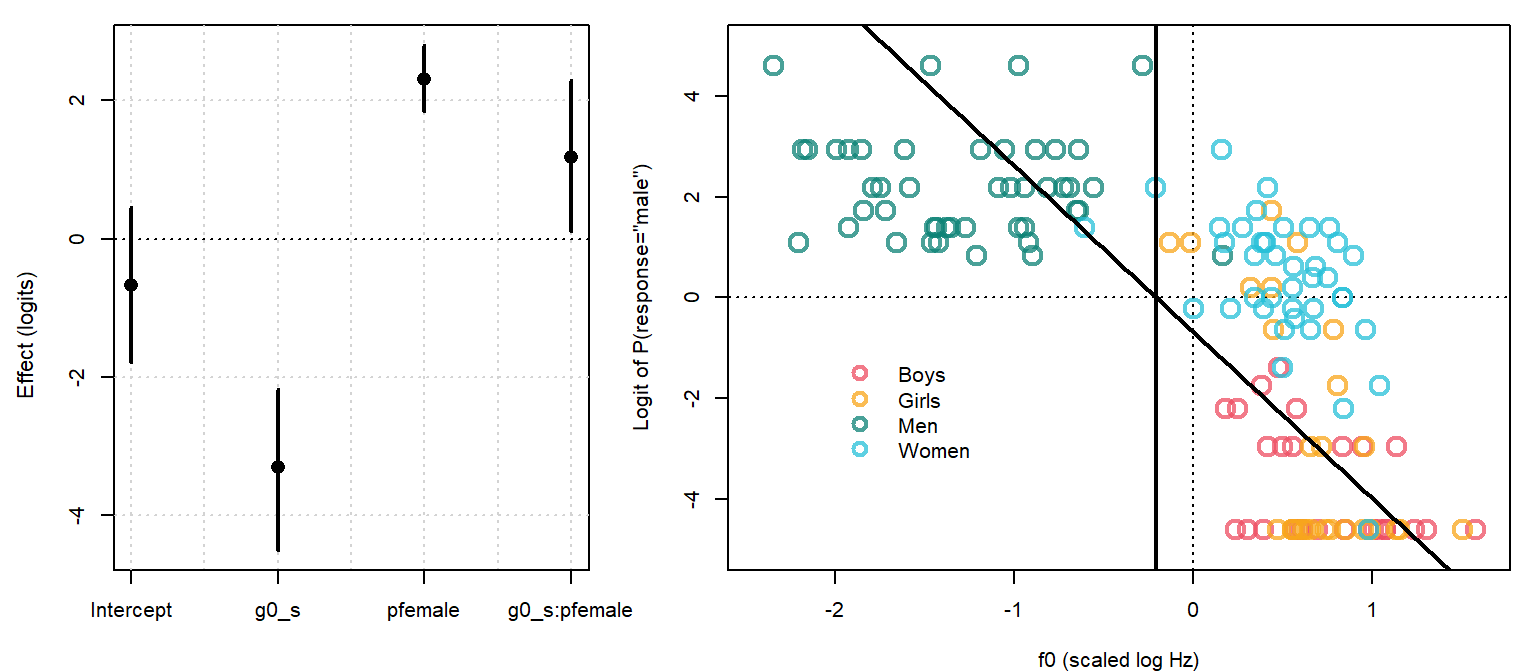 Effect (logits)
2
0
-2
-4
Intercept
g0_s
pfemale
g0_s:pfemale
Logit of P(response="male")
4
2
0
-2
-4
Boys
Girls
Men
Women
-2
-1
0
1
f0 (scaled log Hz)